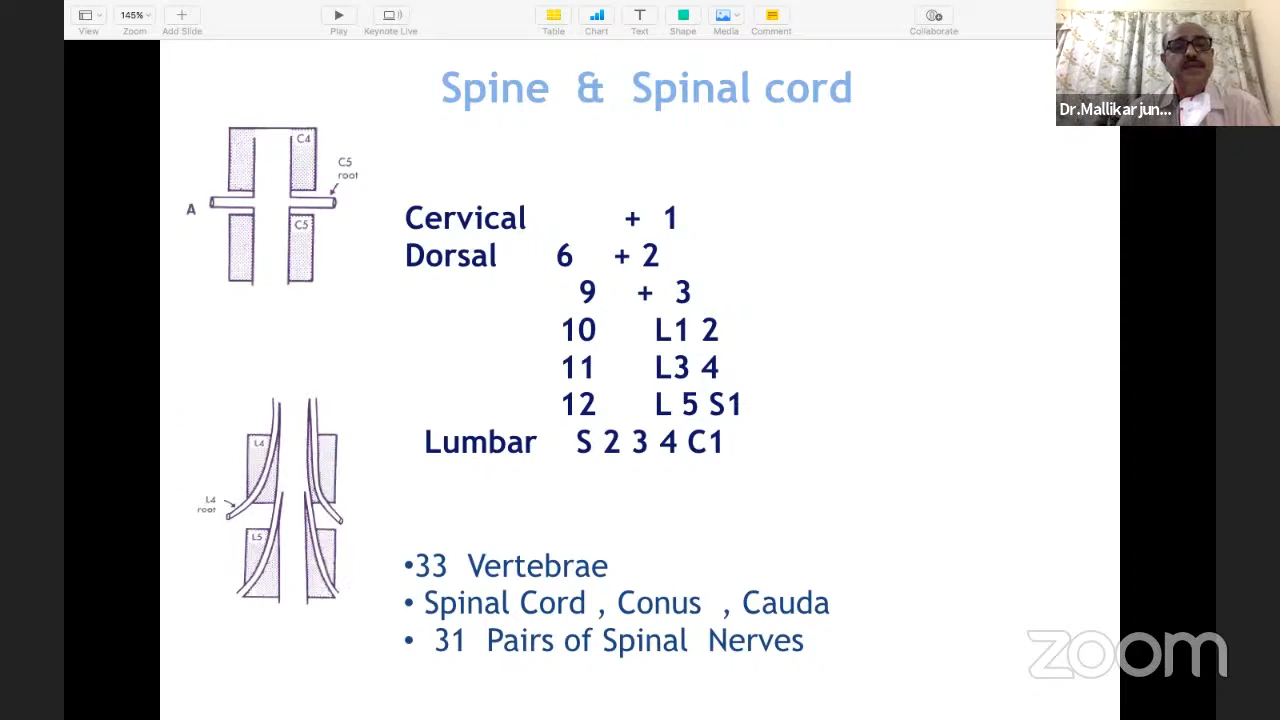 145%
View Zoom Add Slide Play Keynote Live Table Chart Text Shape Media Comment Collaborate
Dr.Mallikarjun...
Spine & Spinal cord
C4
C5
root
A
C5
Cervical + 1
Dorsal 6 + 2
9 + 3
10 L1 2
11 L3 4
12 L 5 S1
Lumbar S 2 3 4 C1
L4
L4
root
L5
•33 Vertebrae
• Spinal Cord , Conus , Cauda
• 31 Pairs of Spinal Nerves
zoom